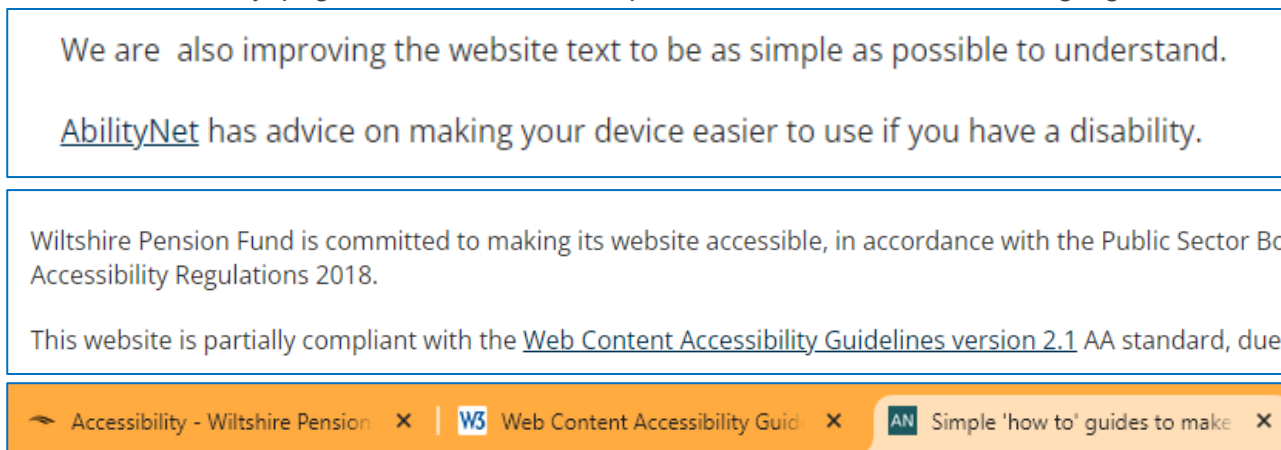 We are  also improving the website text to be as simple as possible to understand.
AbilityNet has advice on making your device easier to use if you have a disability.
Wiltshire Pension Fund is committed to making its website accessible, in accordance with the Public Sector
Accessibility Regulations 2018.
This website is partially compliant with the Web Content Accessibility Guidelines version 2.1 AA standard, due
Accessibility - Wiltshire Pension
W3 Web Content Accessibility
AN Simple 'how to' guides to make